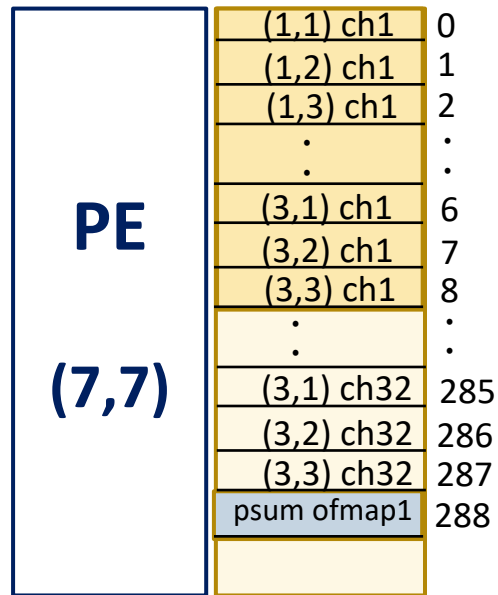 (1,1) ch1 0
(1,2) ch1 1
(1,3) ch1 2
. .
. .
PE
(3,1) ch1 6
(3,2) ch1 7
(3,3) ch1 8
. .
. .
(7,7)
(3,1) ch32 285
(3,2) ch32 286
(3,3) ch32 287
psum ofmap1 288